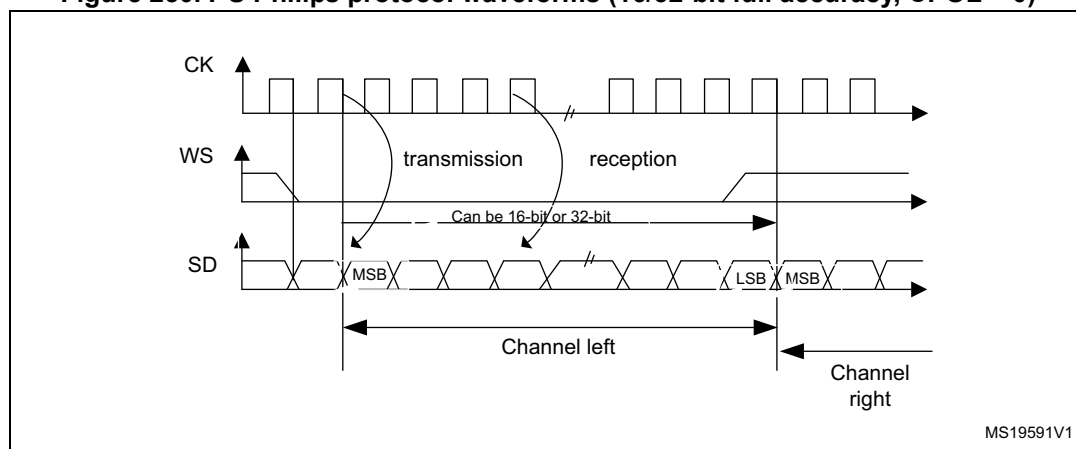 CK
transmission reception
WS
Can be 16-bit or 32-bit
SD
MSB LSB MSB
Channel left
Channel
right
MS19591V1